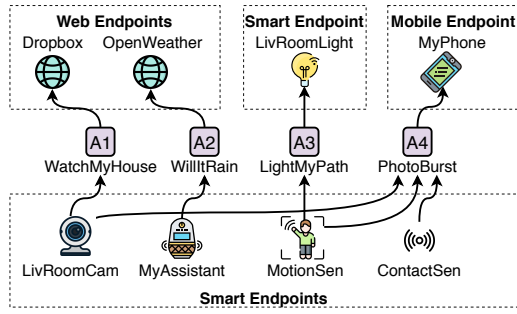 Web Endpoints
Smart Endpoint
Mobile Endpoint
Dropbox
OpenWeather
LivRoomLight
MyPhone
A1
A2
A3
A4
WatchMyHouse
WillItRain
LightMyPath
PhotoBurst
LivRoomCam
MyAssistant
MotionSen
ContactSen
Smart Endpoints